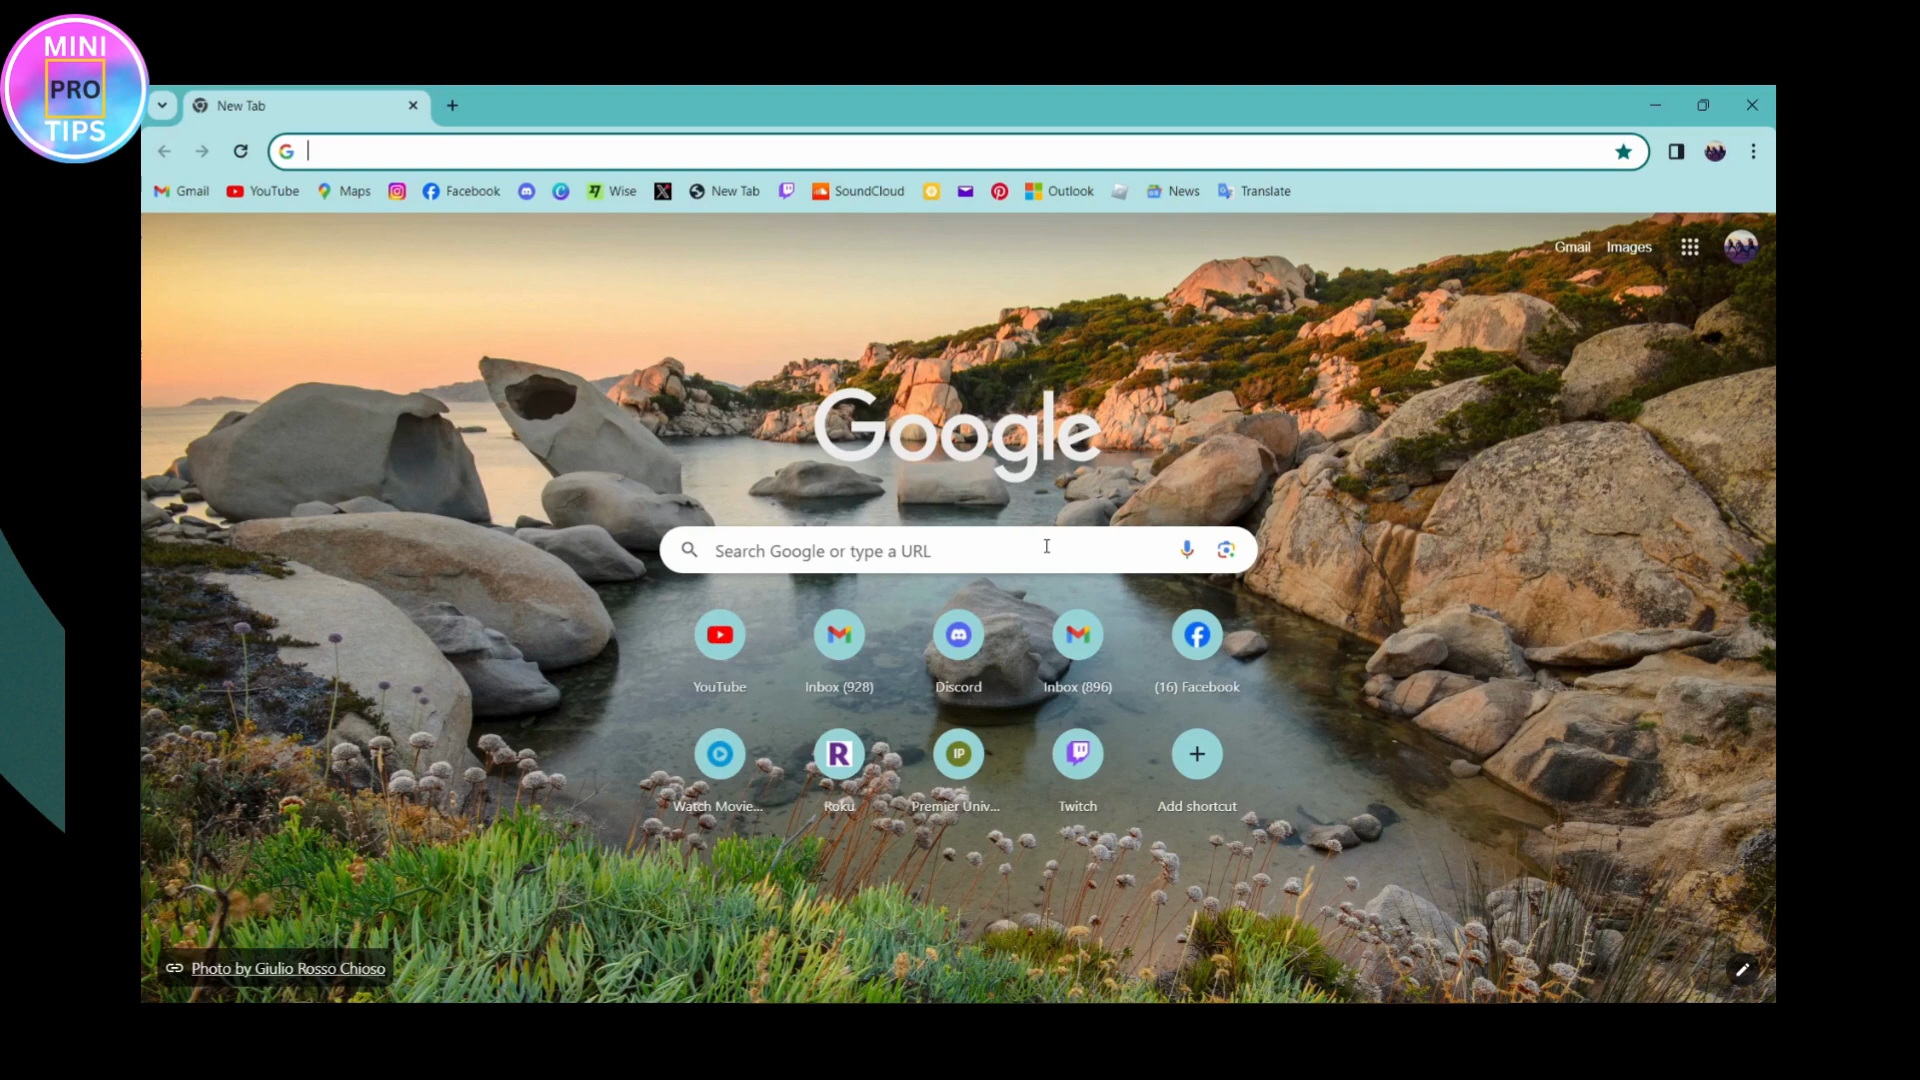 MINI
PRO
TIPS
New Tab
Gmail YouTube Maps Facebook Wise New Tab SoundCloud Outlook News Translate
Gmail Images
Google
Search Google or type a URL
YouTube Inbox (928) Discord Inbox (896) (16) Facebook
R IP
Watch Movie... Roku Premier Univ... Twitch Add shortcut
Photo by Giulio Rosso Chioso